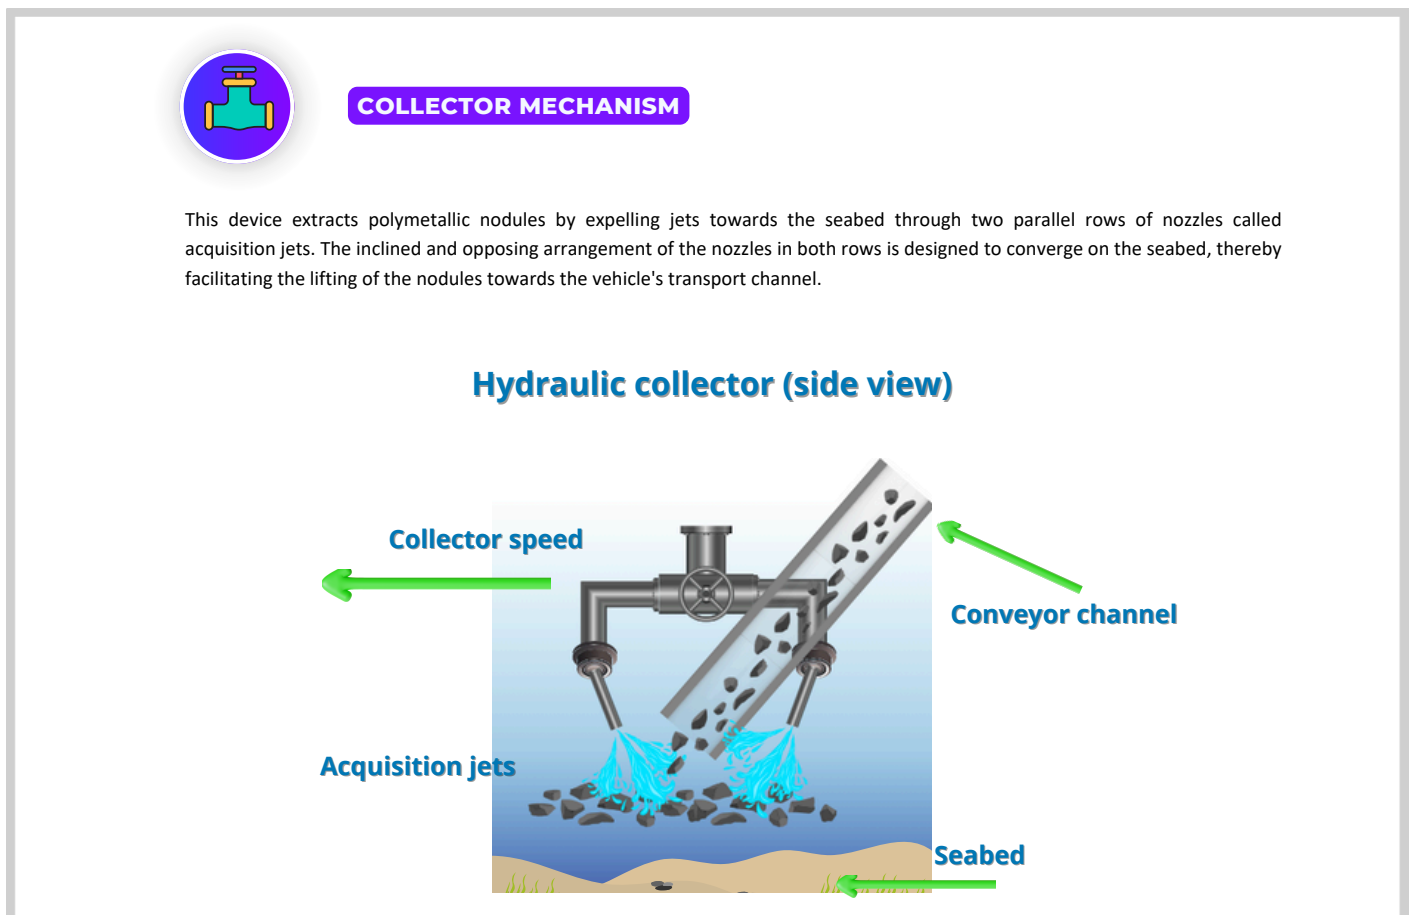 COLLECTOR MECHANISM
This device extracts polymetallic nodules by expelling jets towards the seabed through two parallel rows of nozzles called
acquisition jets. The inclined and opposing arrangement of the nozzles in both rows is designed to converge on the seabed, thereby
facilitating the lifting of the nodules towards the vehicle's transport channel.
Hydraulic collector (side view)
Collector speed
Conveyor channel
Acquisition jets
Seabed